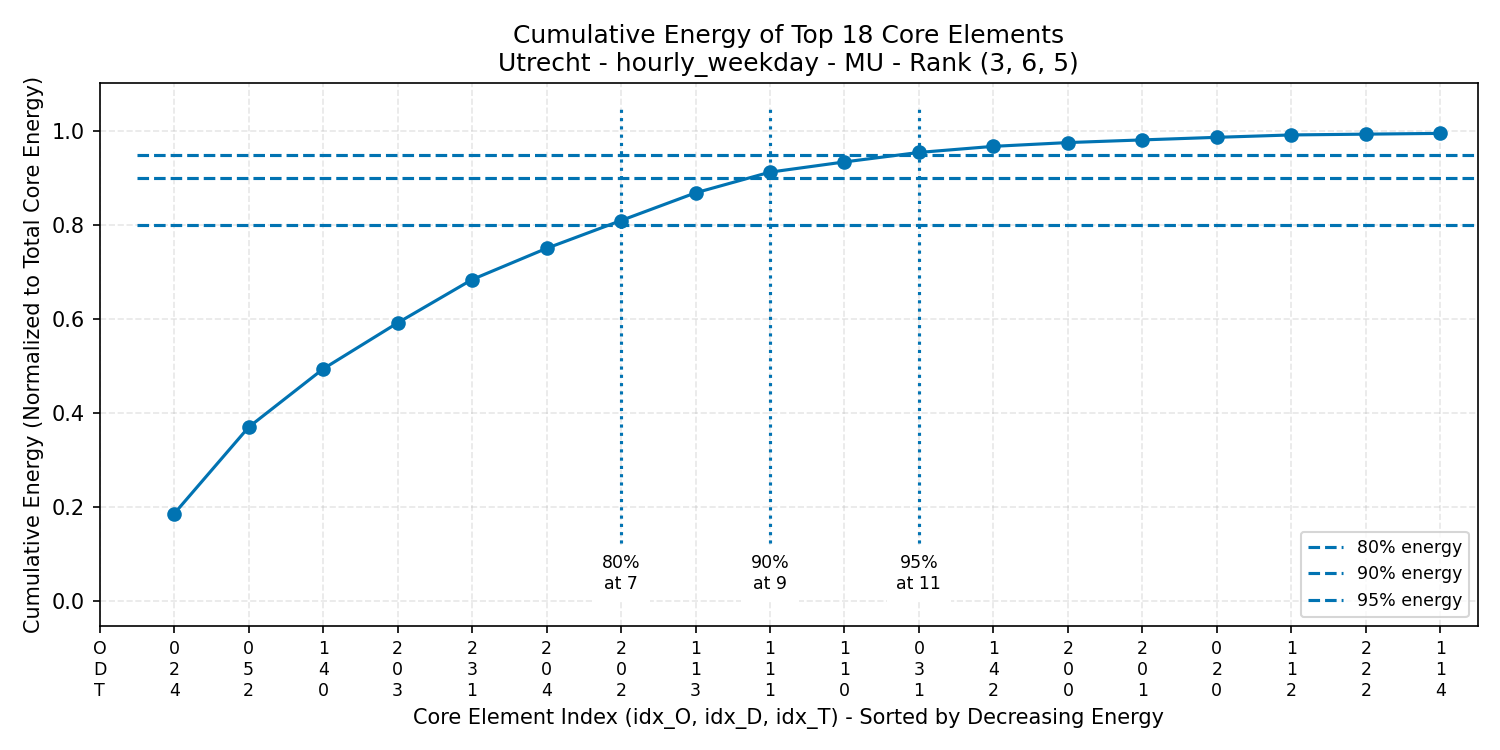 Cumulative Energy of Top 18 Core Elements
Utrecht - hourly_weekday - MU - Rank (3, 6, 5)
Cumulative Energy (Normalized to Total Core Energy)
1.0
0.8
0.6
0.4
0.2
0.0
80%
at 7
90%
at 9
95%
at 11
80% energy
90% energy
95% energy
O 0 0 1 2 2 2 2 1 1 1 0 1 2 2 0 1 2 1
D 2 5 4 0 3 0 0 1 1 1 3 4 0 0 2 1 2 1
T 4 2 0 3 1 4 2 3 1 0 1 2 0 1 0 2 2 4
Core Element Index (idx_O, idx_D, idx_T) - Sorted by Decreasing Energy